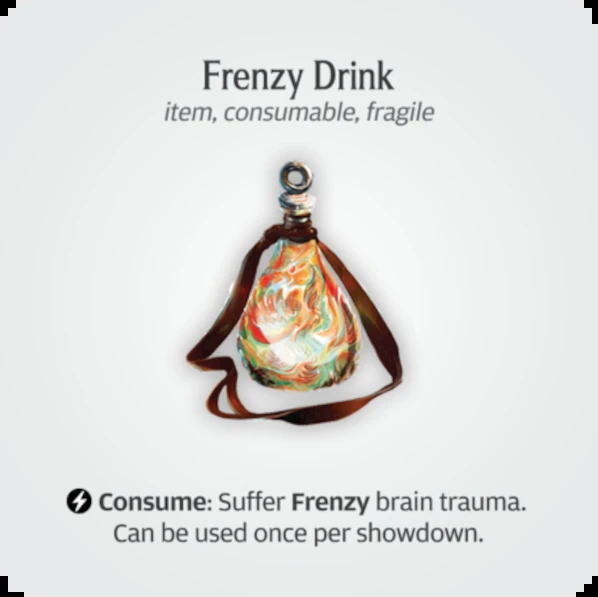 Frenzy Drink
item, consumable, fragile
Consume: Suffer Frenzy brain trauma.
Can be used once per showdown.